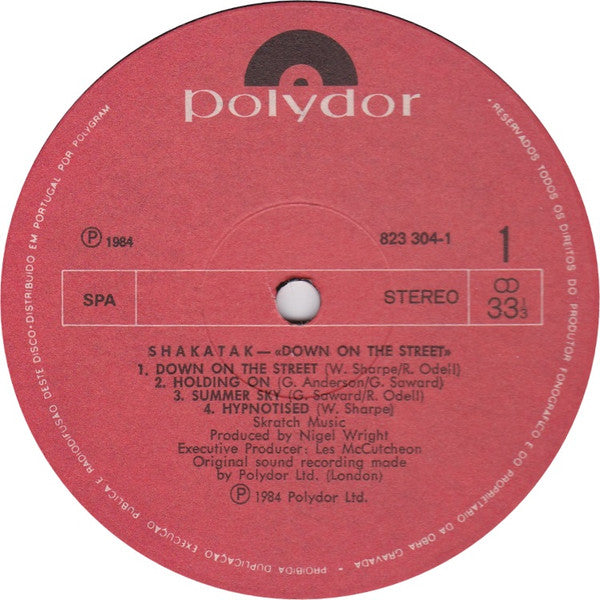 polydor
Ⓟ 1984
823 304-1
1
SPA
STEREO
33⅓
SHAKATAK—«DOWN ON THE STREET»
1. DOWN ON THE STREET (W. Sharpe/R. Odell)
2. HOLDING ON (G. Anderson/G. Saward)
3. SUMMER SKY (G. Saward/R. Odell)
4. HYPNOTISED (W. Sharpe)
Skratch Music
Produced by Nigel Wright
Executive Producer: Les McCutcheon
Original sound recording made
by Polydor Ltd. (London)
Ⓟ 1984 Polydor Ltd.
• RESERVADOS TODOS OS DIREITOS DO PRODUTOR FONOGRÁFICO E DO PROPRIETÁRIO DA OBRA GRAVADA • PROIBIDA DUPLICAÇÃO EXECUÇÃO PÚBLICA E RADIODIFUSÃO DESTE DISCO • DISTRIBUÍDO EM PORTUGAL POR POLYGRAM